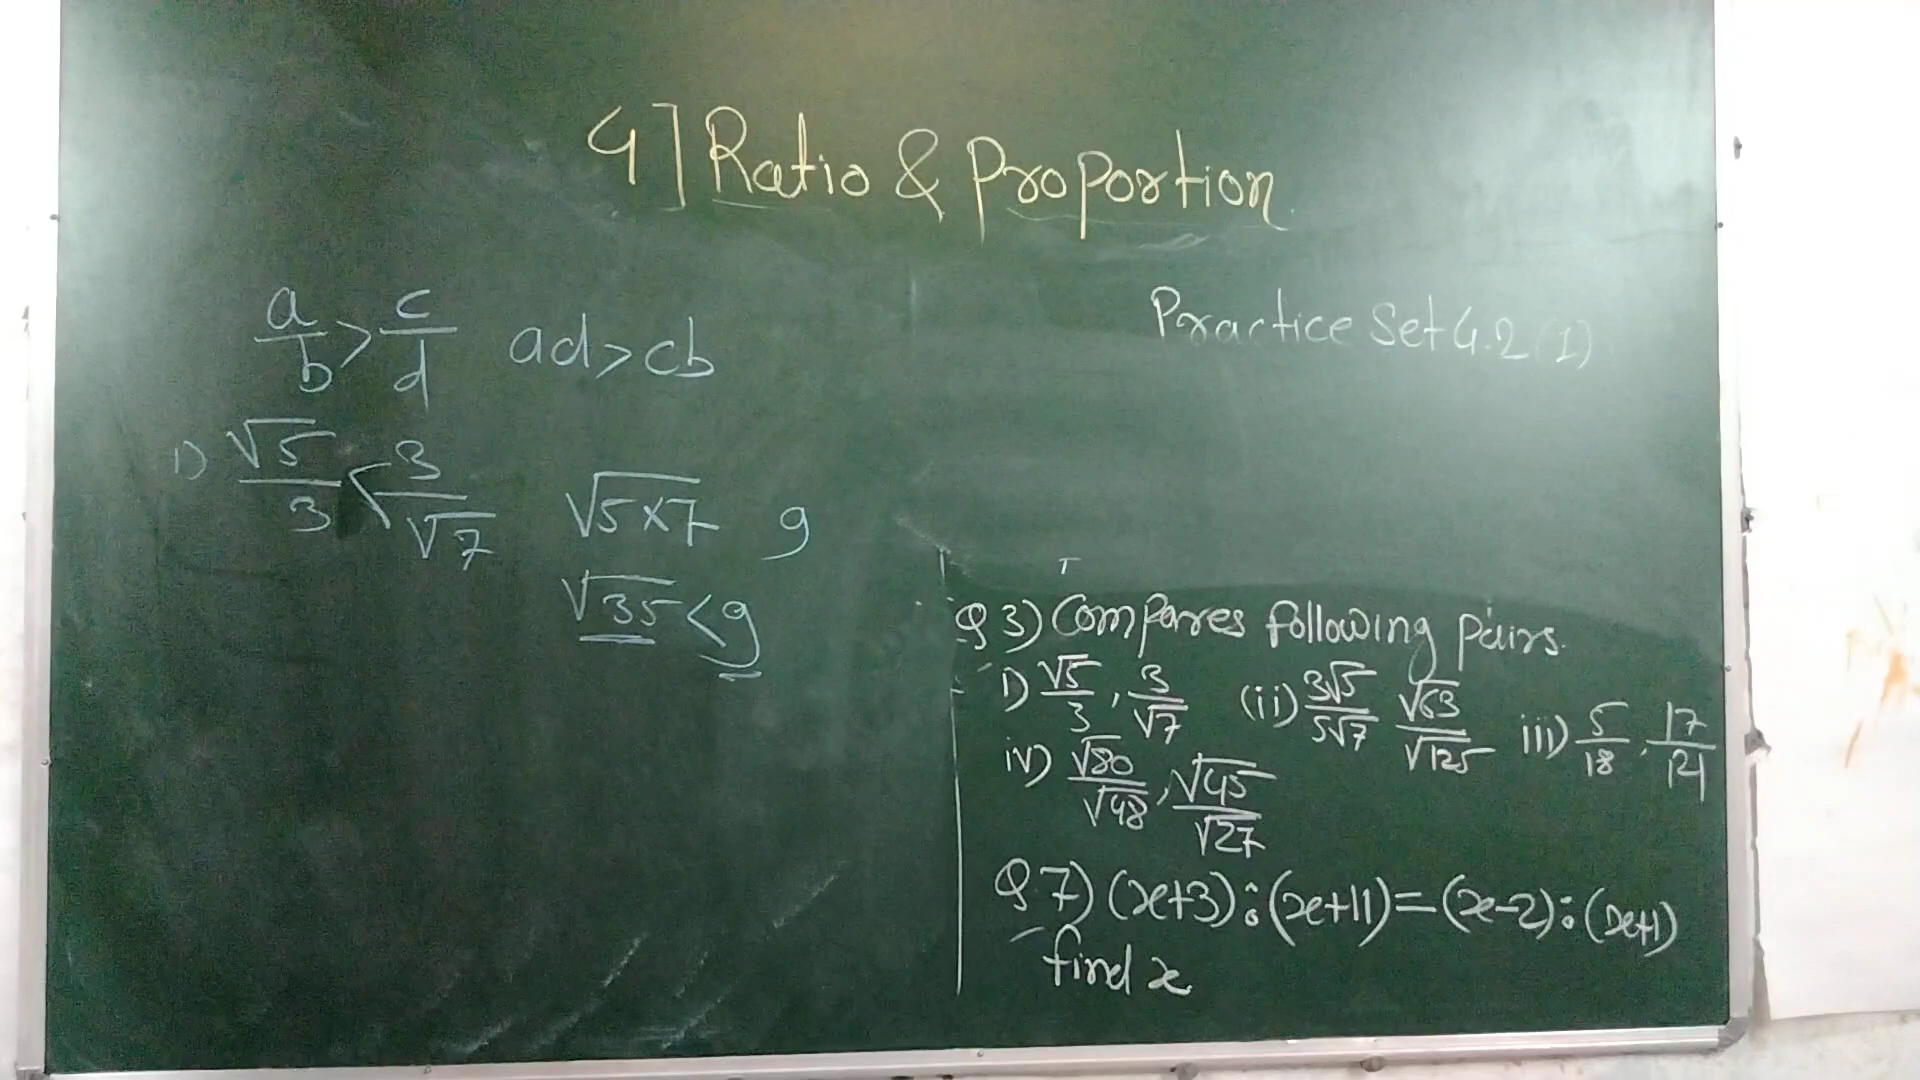 4] Ratio & Proportion
a/b > c/d ad > cb
i) √5/3 < 3/√7 √5×7 9
√35 < 9
Practice Set 4.2 (1)
Q 3) Compares following pairs.
i) √5/3 , 3/√7 (ii) 3√5/5√7 √63/√125 iii) 5/18 , 17/121
iv) √80/√48 , √45/√27
Q.7) (x+3):(x+11)=(x-2):(x+1)
find x